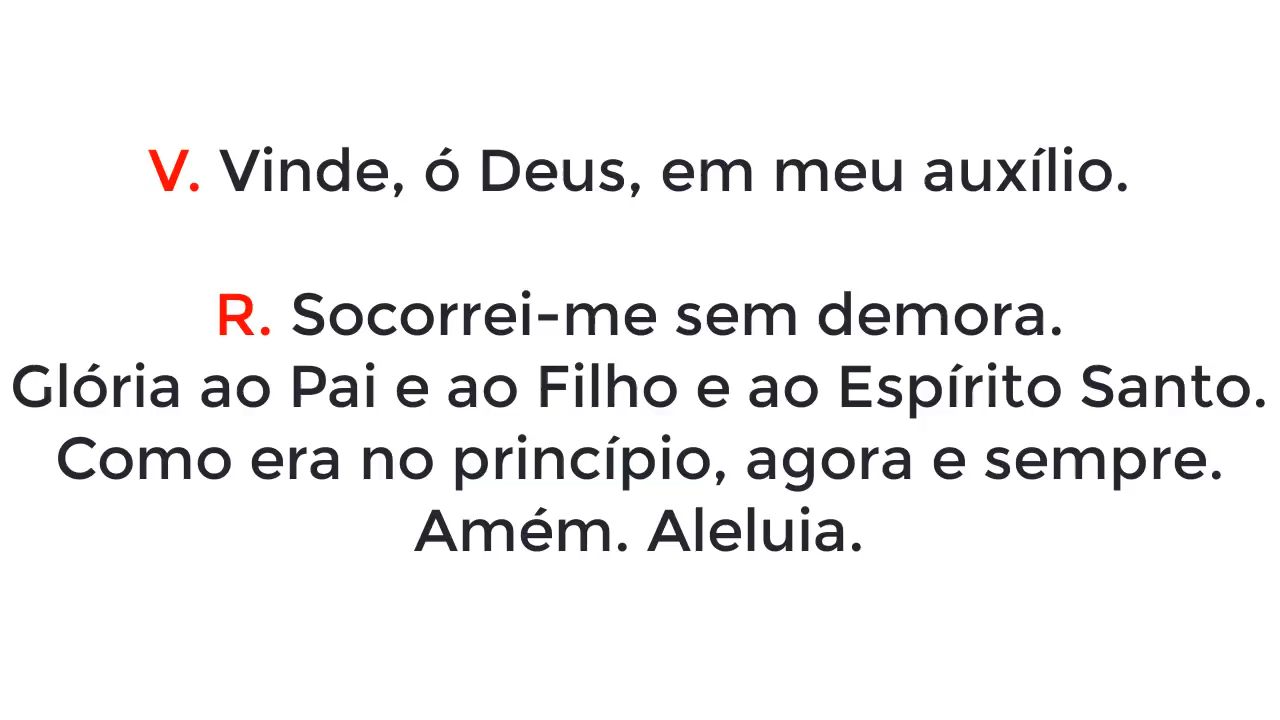 V. Vinde, ó Deus, em meu auxílio.
R. Socorrei-me sem demora.
Glória ao Pai e ao Filho e ao Espírito Santo.
Como era no princípio, agora e sempre.
Amém. Aleluia.